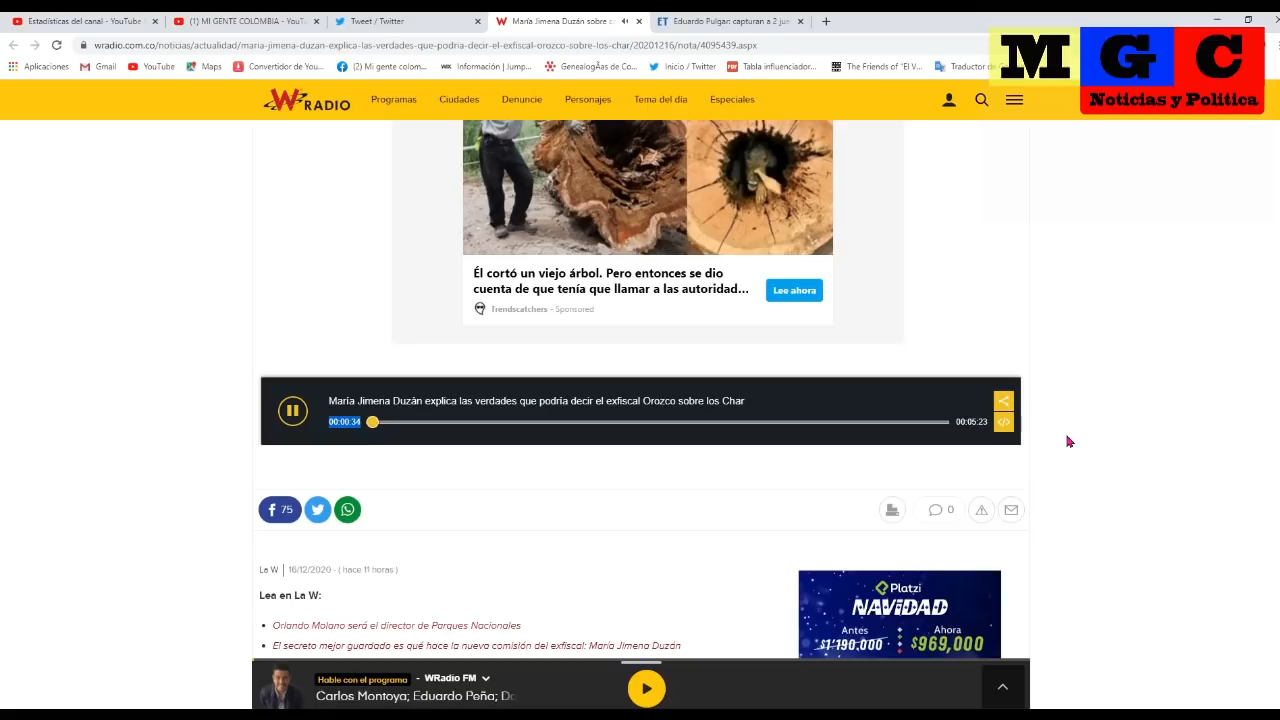 Estadísticas del canal - YouTube
(1) MI GENTE COLOMBIA - YouTu
Tweet / Twitter
María Jimena Duzán sobre c
Eduardo Pulgar: capturan a 2 jue
wradio.com.co/noticias/actualidad/maria-jimena-duzan-explica-las-verdades-que-podria-decir-el-exfiscal-orozco-sobre-los-char/20201216/nota/4095439.aspx
Aplicaciones
Gmail
YouTube
Maps
Convertidor de You...
(2) Mi gente colom...
Información | Jump...
GenealogÃas de Co...
Inicio / Twitter
Tabla influenciador...
The Friends of "El V...
Traductor de G
MGC
Noticias y Politica
W RADIO
Programas
Ciudades
Denuncie
Personajes
Tema del día
Especiales
Él cortó un viejo árbol. Pero entonces se dio
cuenta de que tenía que llamar a las autoridad...
Lee ahora
Trendscatchers - Sponsored
María Jimena Duzán explica las verdades que podría decir el exfiscal Orozco sobre los Char
00:00:34
00:05:23
75
0
La W | 16/12/2020 - ( hace 11 horas )
Lea en La W:
Orlando Molano será el director de Parques Nacionales
El secreto mejor guardado es qué hace la nueva comisión del exfiscal: María Jimena Duzán
Platzi
NAVIDAD
Antes
$1'190.000
Ahora
$969,000
Hable con el programa - WRadio FM
Carlos Montoya; Eduardo Peña; Do